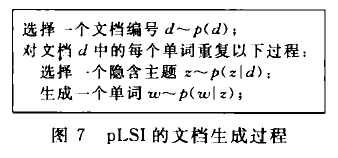 选择一个文档编号 d~p(d);
对文档 d 中的每个单词重复以下过程:
选择一个隐含主题 z~p(z|d);
生成一个单词 w~p(w|z);
图 7 pLSI 的文档生成过程